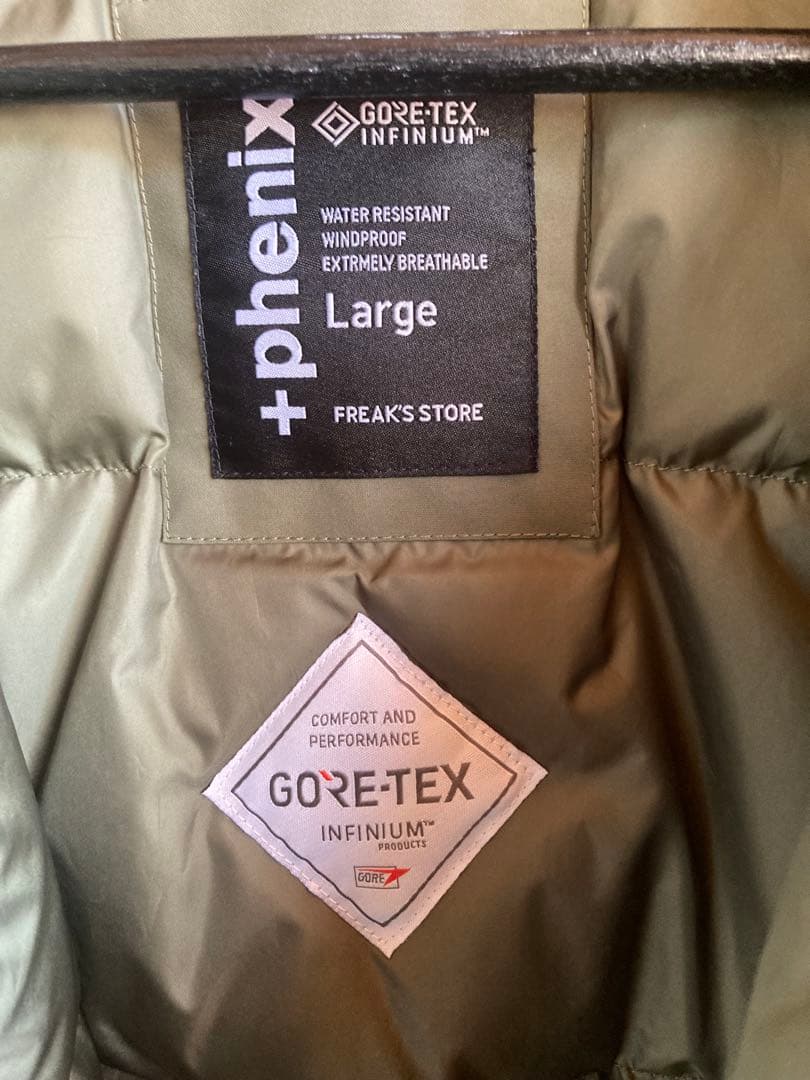 +phenix
GORE-TEX
INFINIUM™
WATER RESISTANT
WINDPROOF
EXTRMELY BREATHABLE
Large
FREAK'S STORE
COMFORT AND
PERFORMANCE
GORE-TEX
INFINIUM™
PRODUCTS
GORE